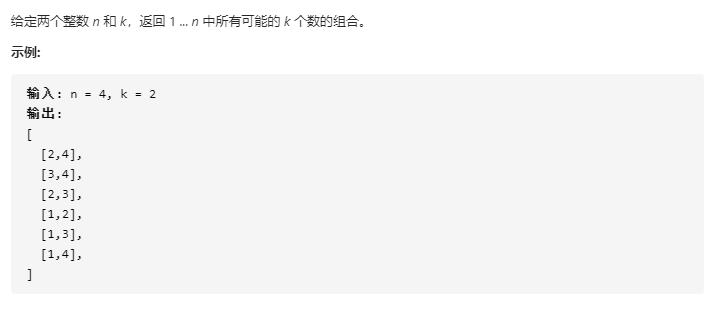 给定两个整数 n 和 k，返回 1 ... n 中所有可能的 k 个数的组合。
示例:
输入: n = 4, k = 2
输出:
[
  [2,4],
  [3,4],
  [2,3],
  [1,2],
  [1,3],
  [1,4],
]